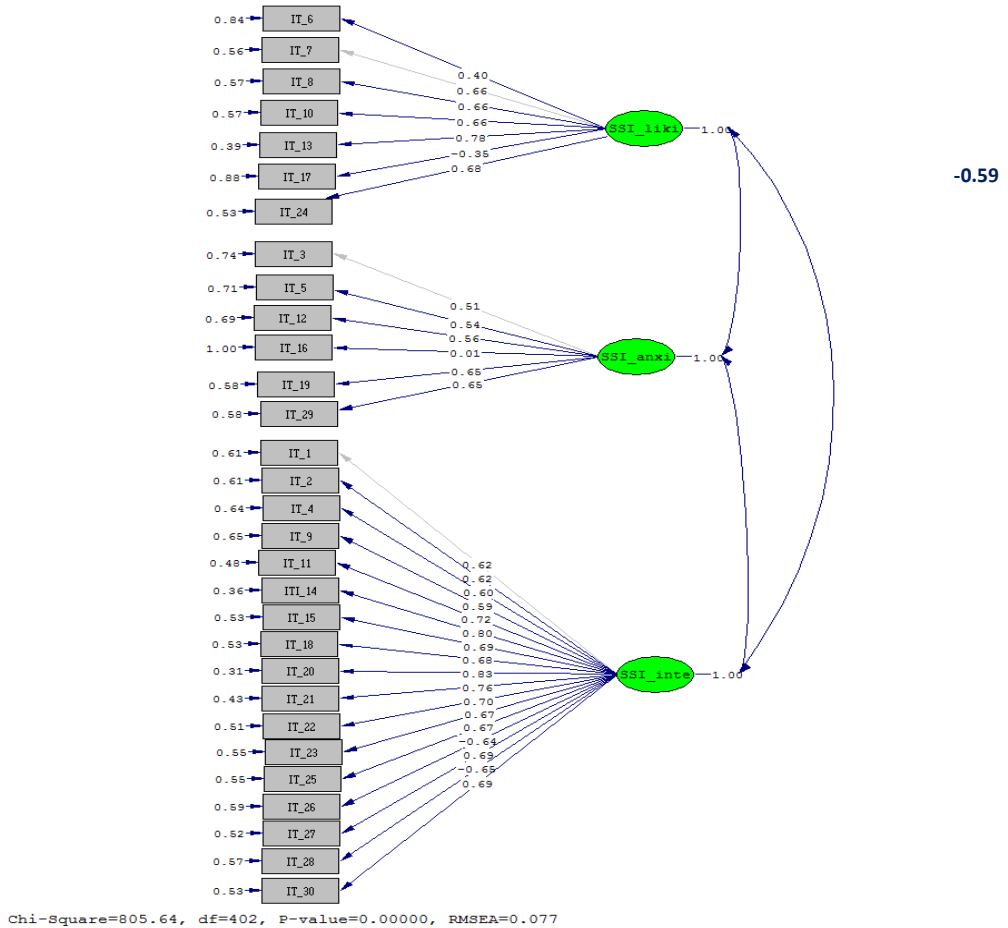 0.84 IT_6
0.56 IT_7
0.57 IT_8
0.57 IT_10
0.39 IT_13
0.88 IT_17
0.53 IT_24
0.40
0.66
0.66
0.66
0.78
-0.35
0.68
SSI_liki 1.00
-0.59
0.74 IT_3
0.71 IT_5
0.69 IT_12
1.00 IT_16
0.58 IT_19
0.58 IT_29
0.51
0.54
0.56
0.01
0.65
0.65
SSI_anxi 1.00
0.61 IT_1
0.61 IT_2
0.64 IT_4
0.65 IT_9
0.48 IT_11
0.36 ITI_14
0.53 IT_15
0.53 IT_18
0.31 IT_20
0.43 IT_21
0.51 IT_22
0.55 IT_23
0.55 IT_25
0.59 IT_26
0.52 IT_27
0.57 IT_28
0.53 IT_30
0.62
0.62
0.60
0.59
0.72
0.80
0.69
0.68
0.83
0.76
0.70
0.67
0.67
-0.64
0.69
-0.65
0.69
SSI_inte 1.00
Chi-Square=805.64, df=402, P-value=0.00000, RMSEA=0.077